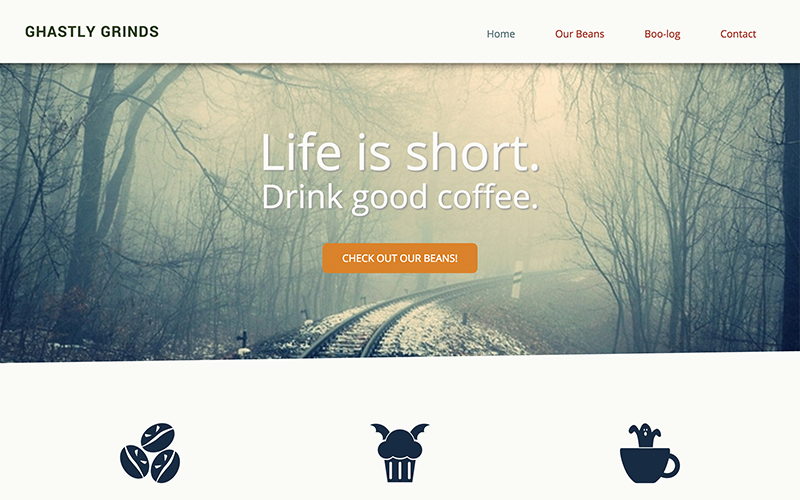 GHASTLY GRINDS
Home Our Beans Boo-log Contact
Life is short.
Drink good coffee.
CHECK OUT OUR BEANS!